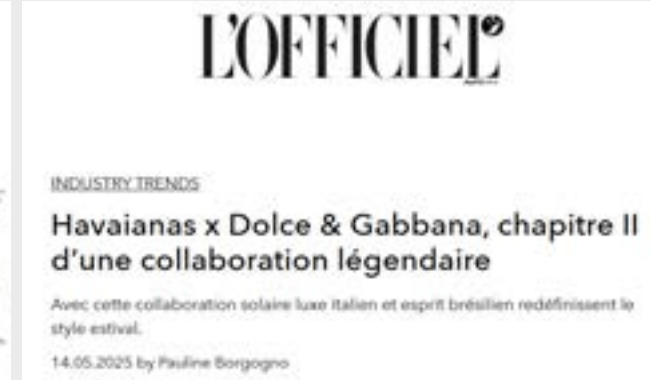 L'OFFICIEL
INDUSTRY TRENDS
Havaianas x Dolce & Gabbana, chapitre II
d'une collaboration légendaire
Avec cette collaboration solaire luxe italien et esprit brésilien redéfinissent le
style estival.
14.05.2025 by Pauline Borgogno